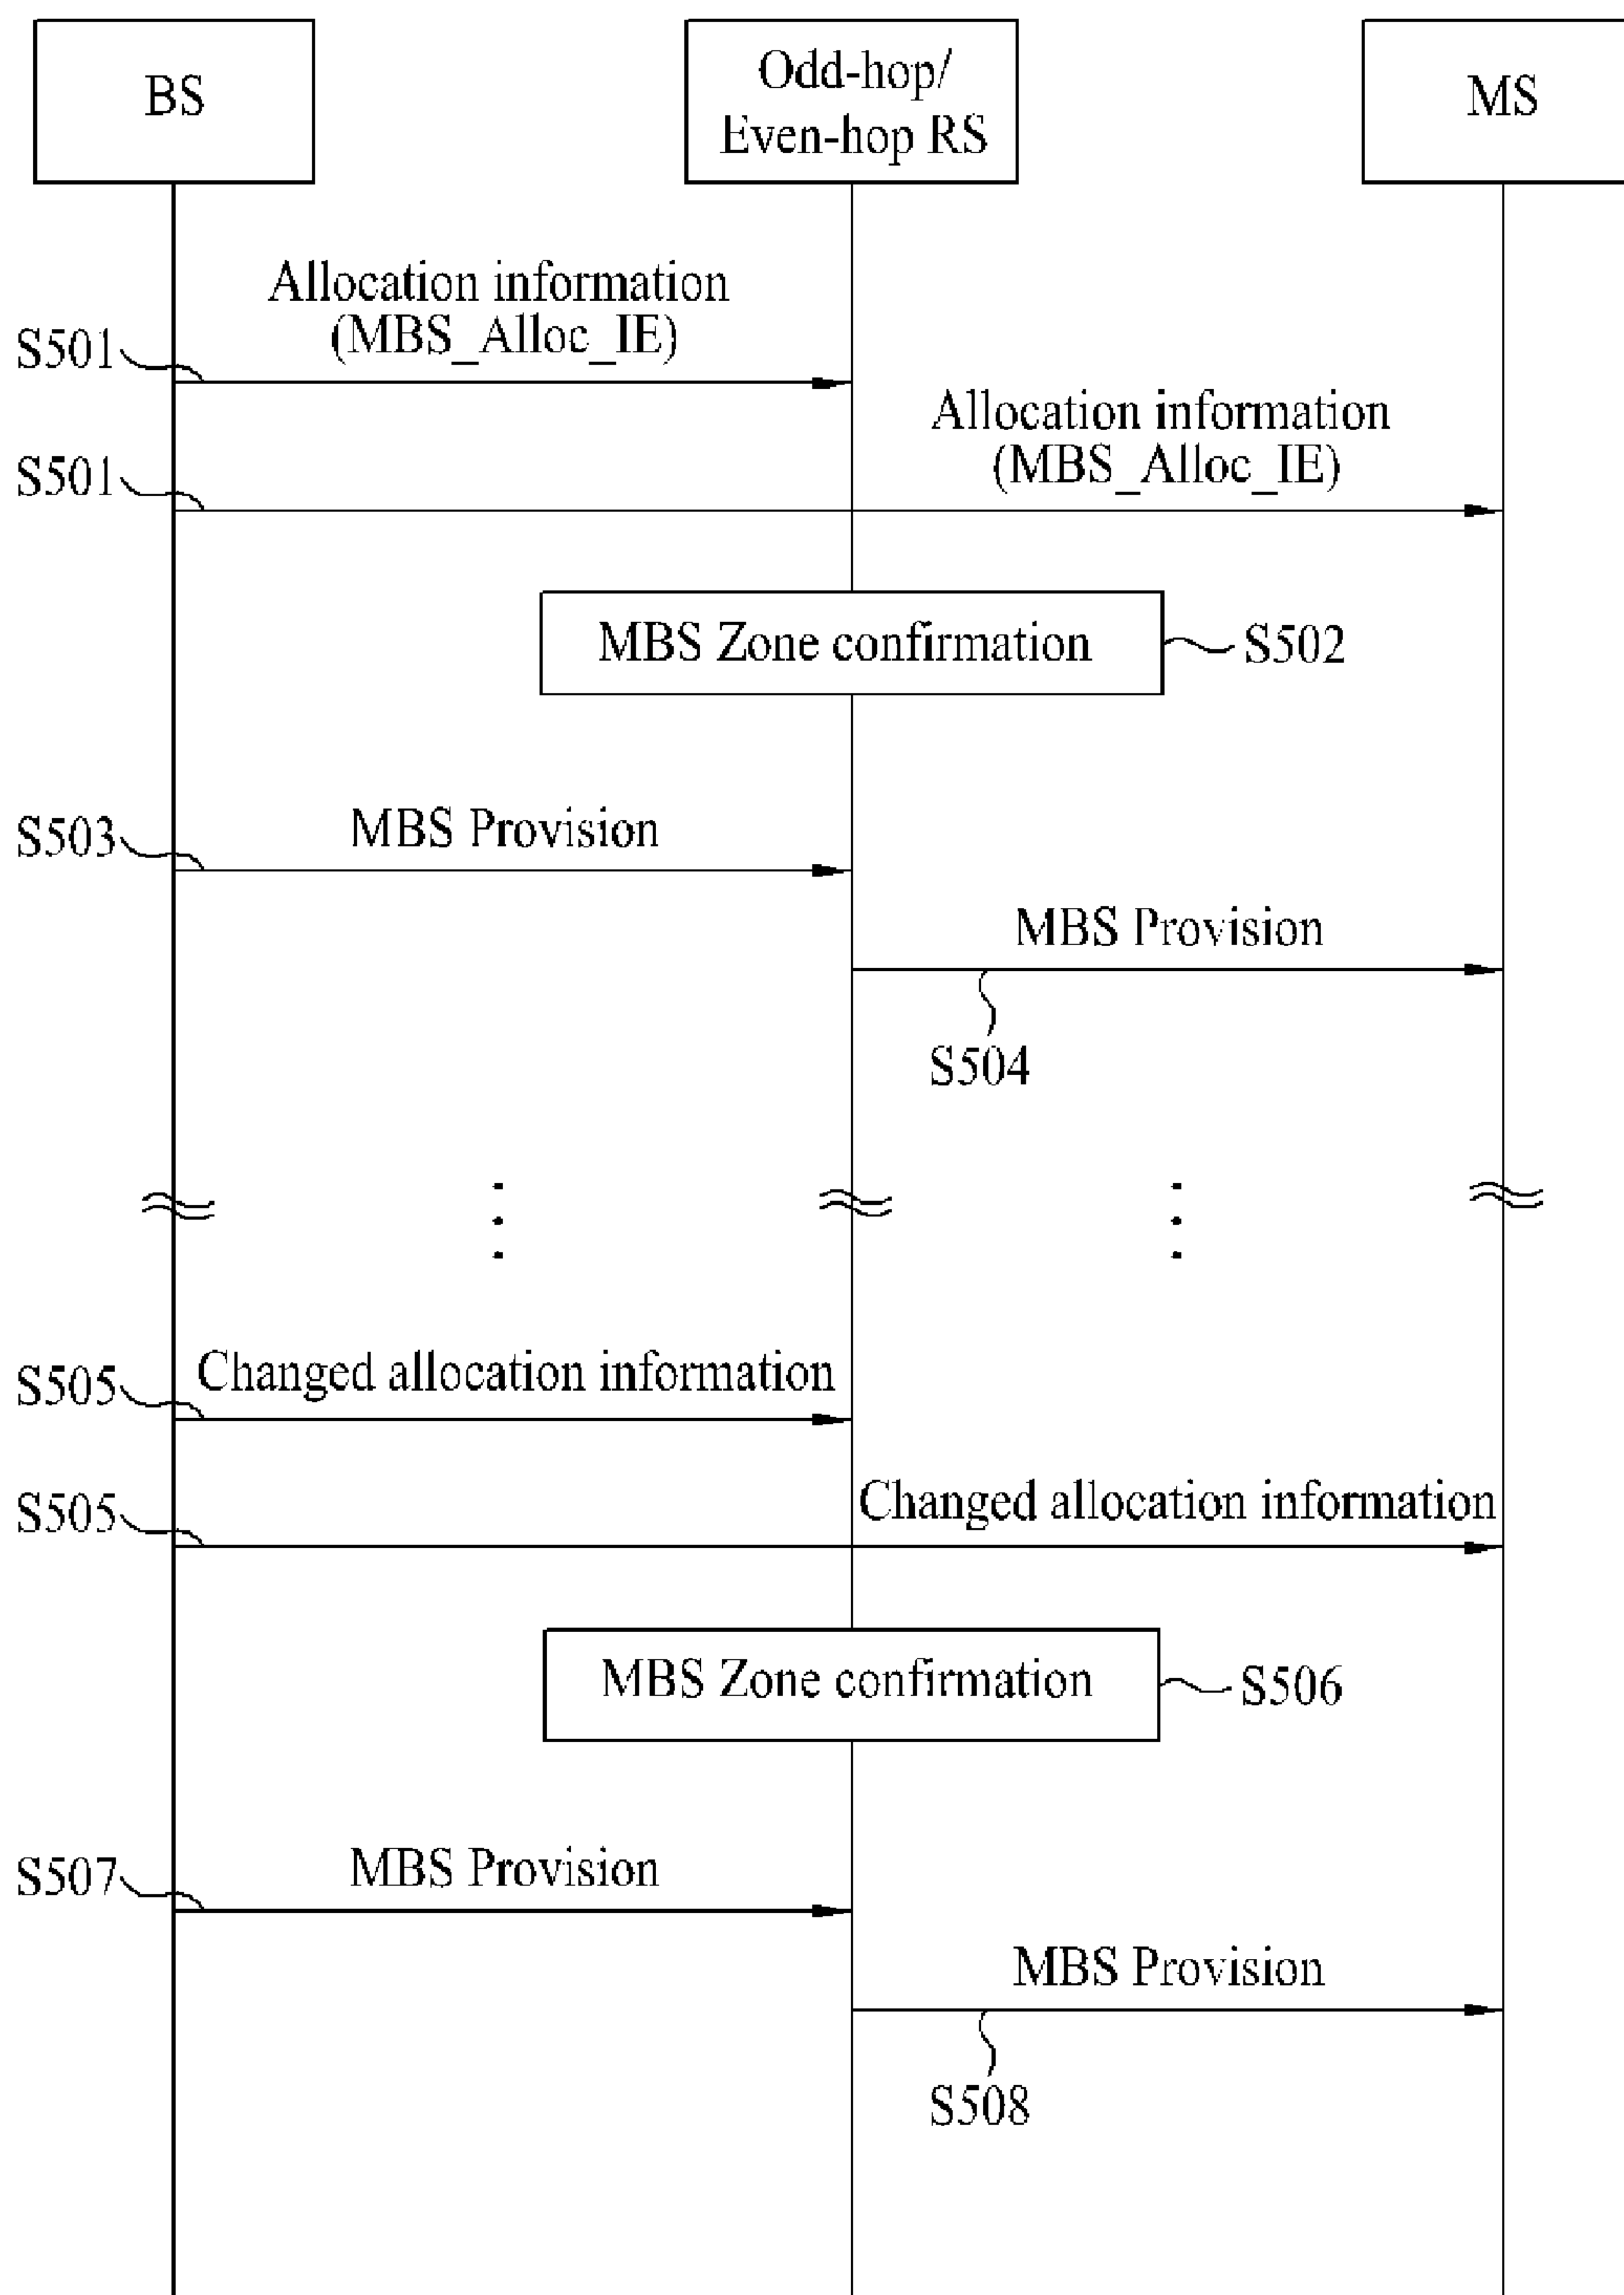 BS
Odd-hop/
Even-hop RS
MS
Allocation information
(MBS_Alloc_IE)
S501
Allocation information
(MBS_Alloc_IE)
S501
MBS Zone confirmation
S502
MBS Provision
S503
MBS Provision
S504
Changed allocation information
S505
Changed allocation information
S505
MBS Zone confirmation
S506
MBS Provision
S507
MBS Provision
S508